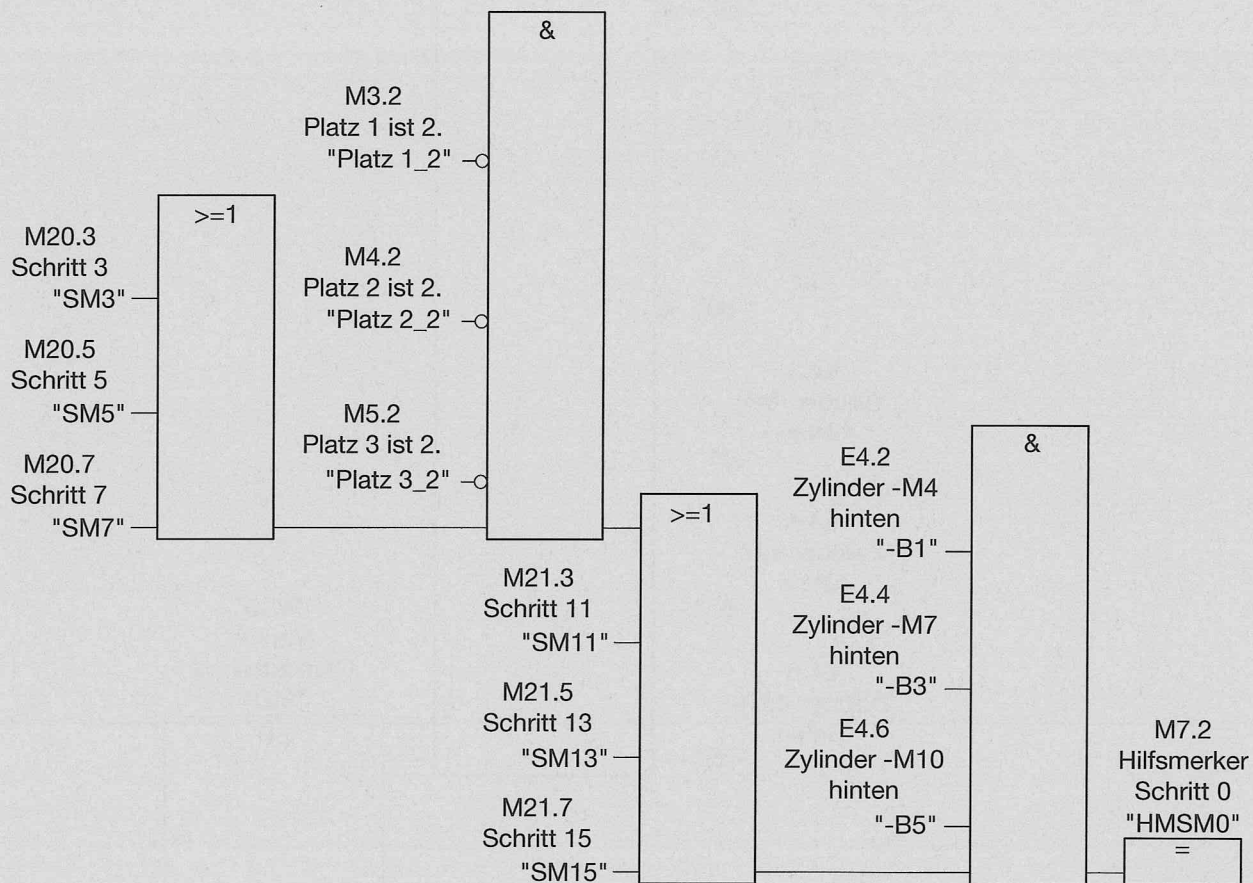 &
M3.2
Platz 1 ist 2.
"Platz 1_2"
>=1
M20.3
Schritt 3
"SM3"
M4.2
Platz 2 ist 2.
"Platz 2_2"
M20.5
Schritt 5
"SM5"
M5.2
Platz 3 ist 2.
"Platz 3_2"
M20.7
Schritt 7
"SM7"
>=1
M21.3
Schritt 11
"SM11"
M21.5
Schritt 13
"SM13"
M21.7
Schritt 15
"SM15"
&
E4.2
Zylinder -M4
hinten
"-B1"
E4.4
Zylinder -M7
hinten
"-B3"
E4.6
Zylinder -M10
hinten
"-B5"
M7.2
Hilfsmerker
Schritt 0
"HMSM0"
=